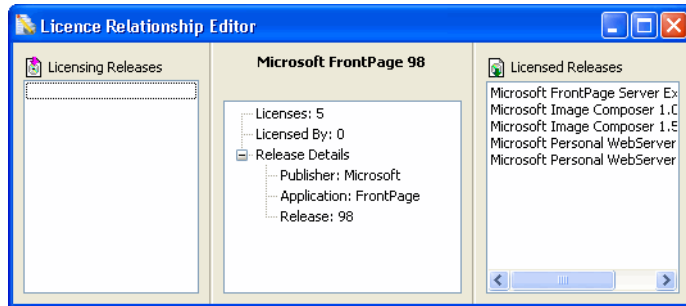 Licence Relationship Editor
Licensing Releases
Microsoft FrontPage 98
Licenses: 5
Licensed By: 0
Release Details
Publisher: Microsoft
Application: FrontPage
Release: 98
Licensed Releases
Microsoft FrontPage Server Ex
Microsoft Image Composer 1.0
Microsoft Image Composer 1.5
Microsoft Personal WebServer
Microsoft Personal WebServer